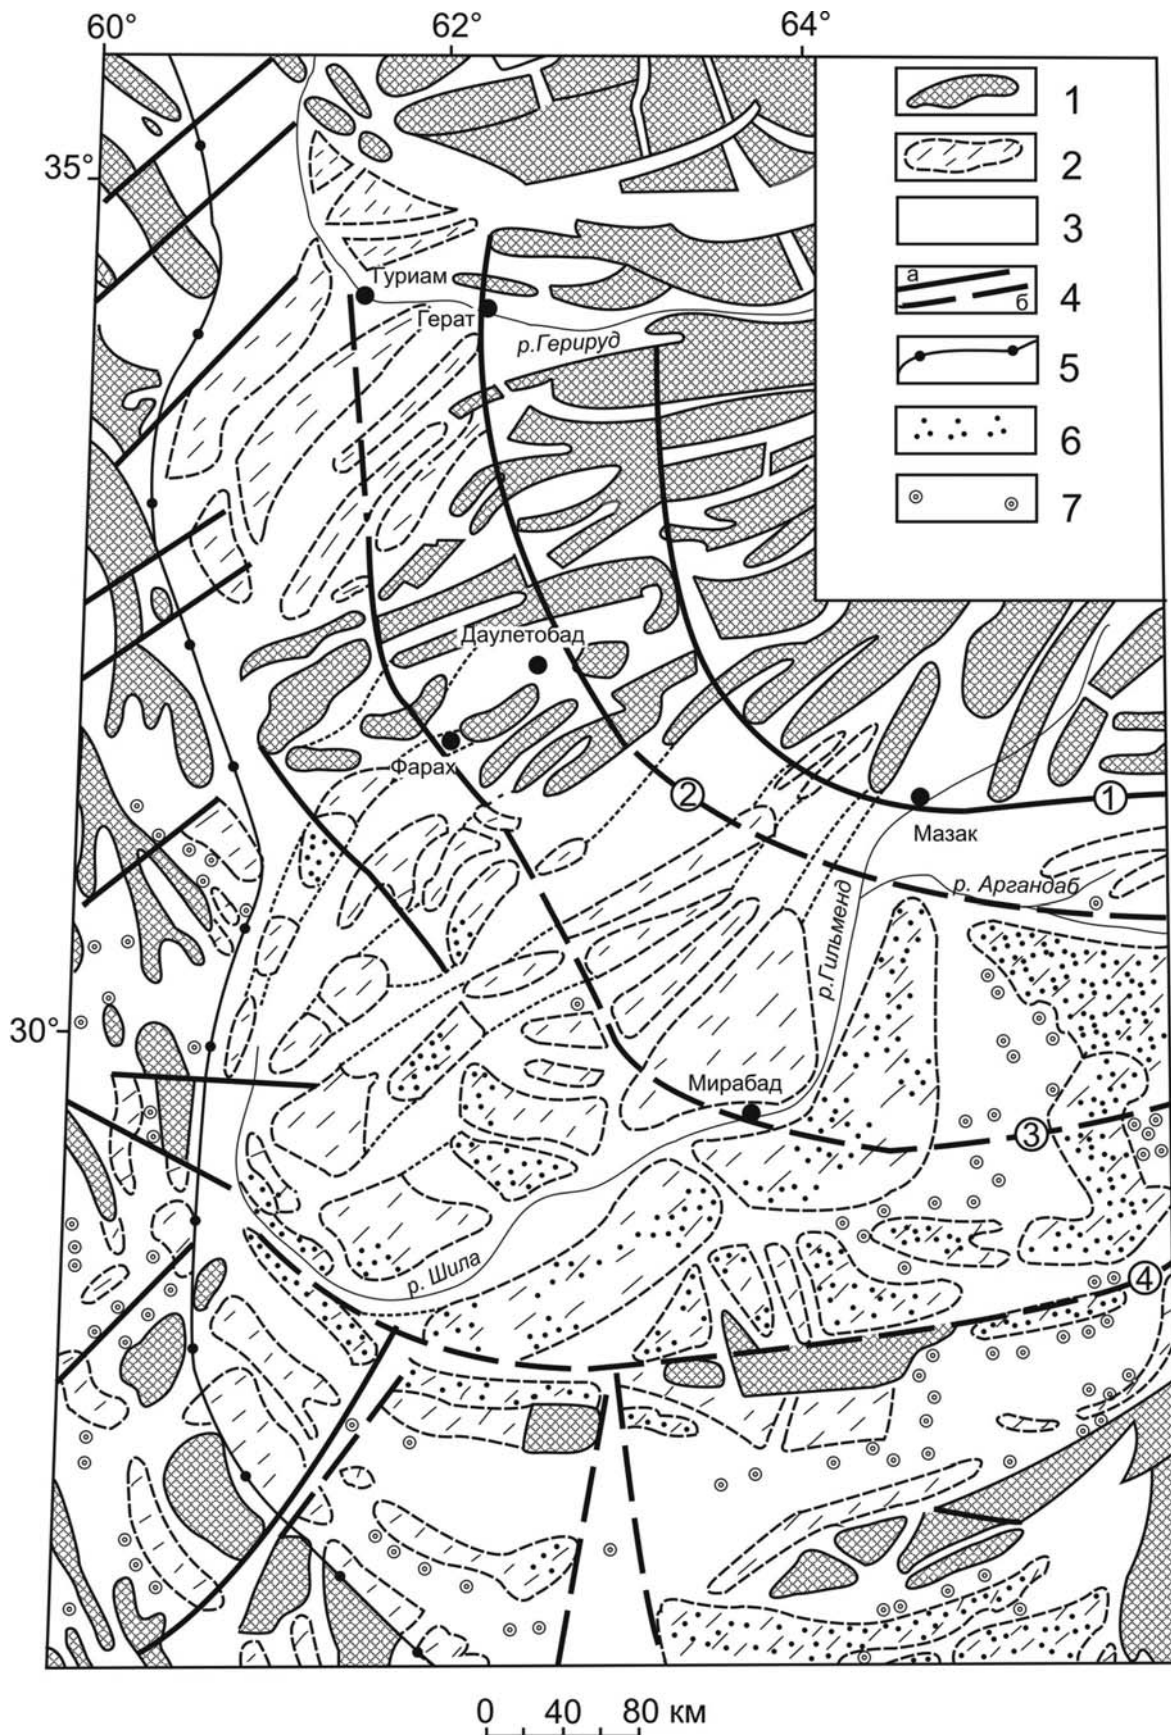 60° 62° 64°
35°
30°
1
2
3
а
б
4
5
6
7
Туриам
Герат
р.Герируд
Даулетобад
Фарах
Мазак
р. Аргандаб
р.Гильменд
Мирабад
р. Шила
1
2
3
4
0 40 80 км